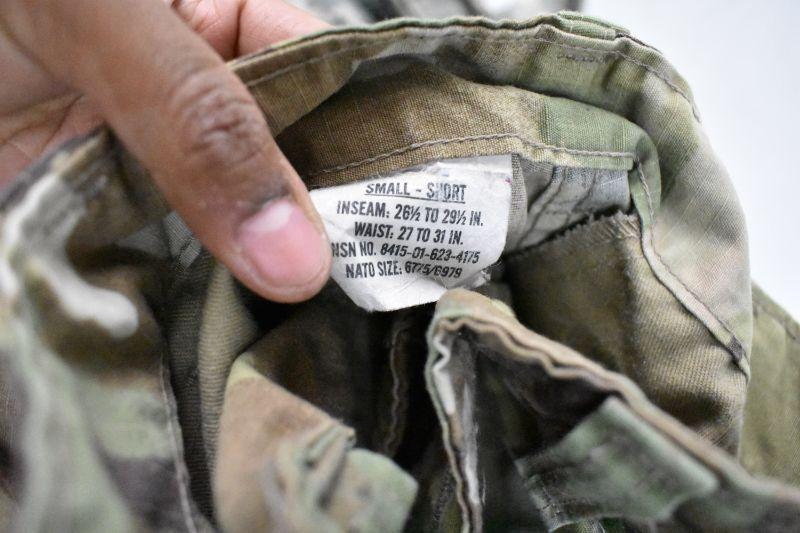 SMALL - SHORT
INSEAM: 26½ TO 29½ IN.
WAIST: 27 TO 31 IN.
NSN NO. 8415-01-623-4175
NATO SIZE: 6775/6979